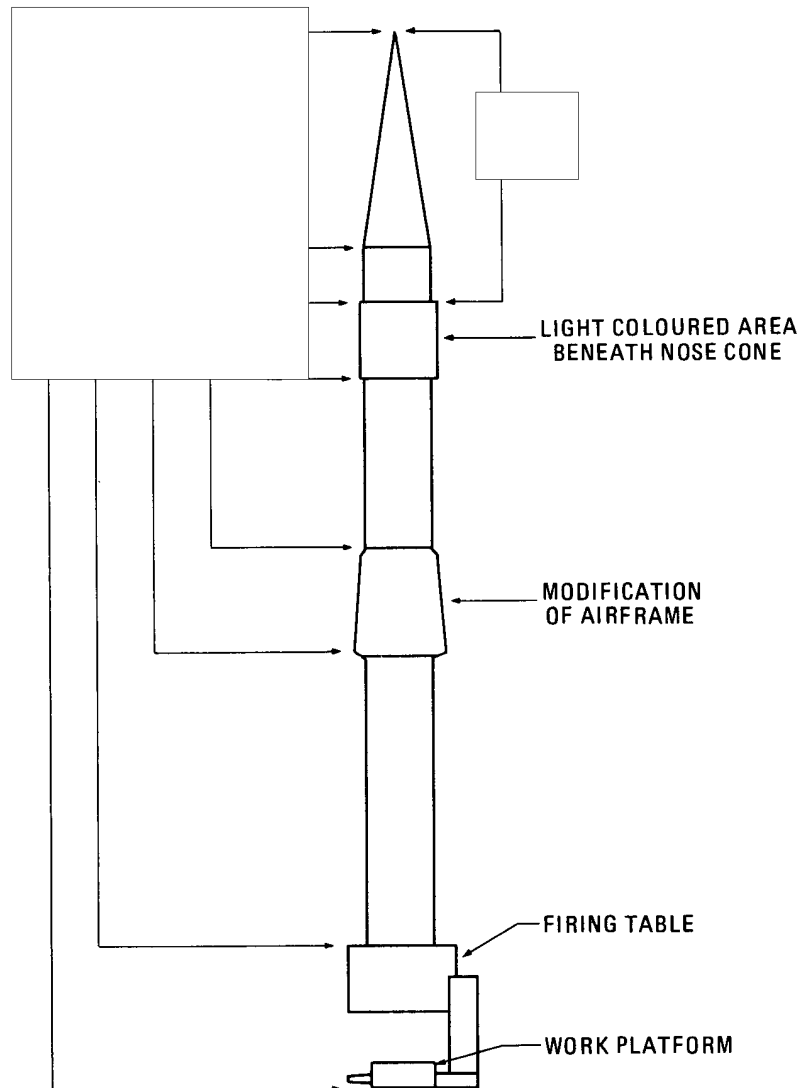 LIGHT COLOURED AREA
BENEATH NOSE CONE
MODIFICATION
OF AIRFRAME
FIRING TABLE
WORK PLATFORM